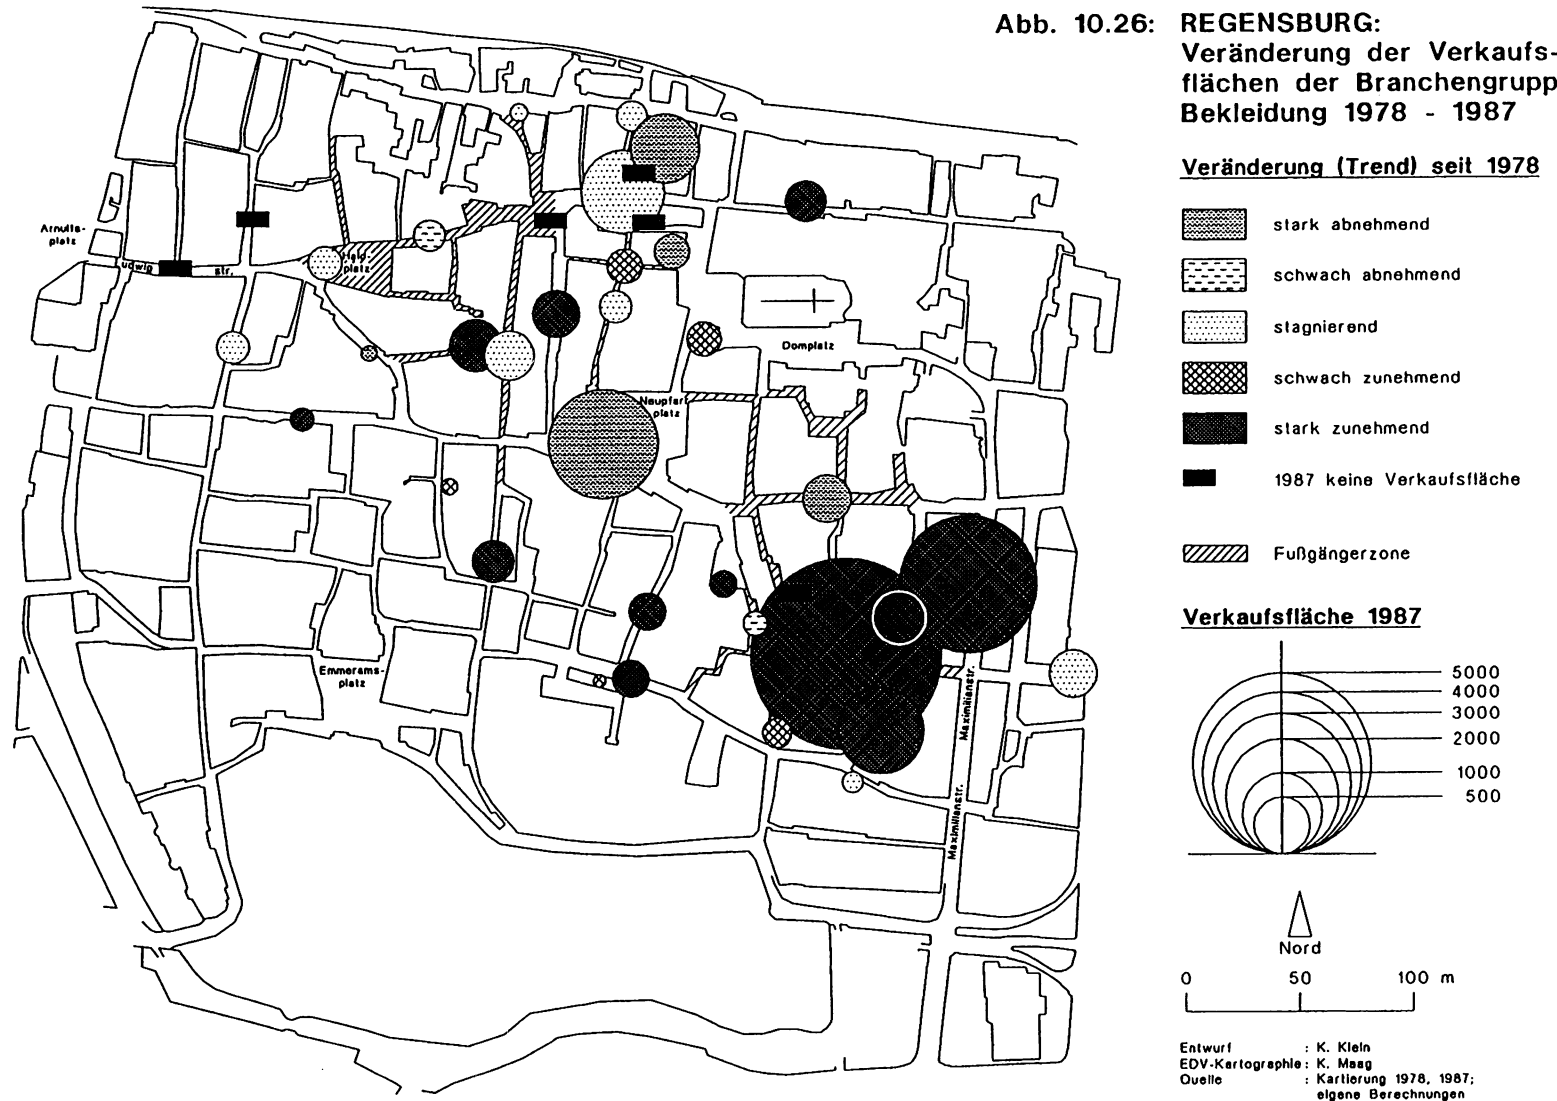 Abb. 10.26: REGENSBURG:
Veränderung der Verkaufs-
flächen der Branchengrupp
Bekleidung 1978 - 1987
Veränderung (Trend) seit 1978
stark abnehmend
schwach abnehmend
stagnierend
schwach zunehmend
stark zunehmend
1987 keine Verkaufsfläche
Fußgängerzone
Verkaufsfläche 1987
5000
4000
3000
2000
1000
500
Nord
0 50 100 m
Entwurf : K. Klein
EDV-Kartographie : K. Maag
Quelle : Kartierung 1978, 1987;
eigene Berechnungen
Arnulfs-
platz
udwig str.
Haid
platz
Domplatz
Neupfarr
platz
Emmerams-
platz
Maximilianstr.
Maximilianstr.